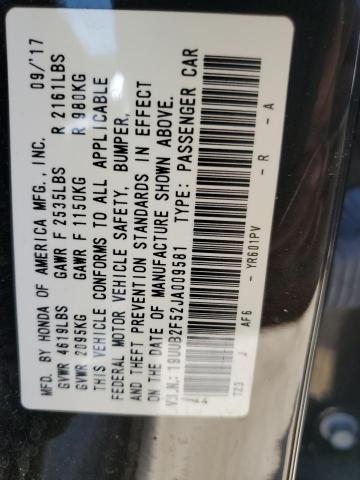 MFD. BY HONDA OF AMERICA MFG., INC. 09/'17
GVWR 4619LBS GAWR F 2535LBS R 2161LBS
GVWR 2095KG GAWR F 1150KG R 980KG
THIS VEHICLE CONFORMS TO ALL APPLICABLE
FEDERAL MOTOR VEHICLE SAFETY, BUMPER,
AND THEFT PREVENTION STANDARDS IN EFFECT
ON THE DATE OF MANUFACTURE SHOWN ABOVE.
V.I.N.: 19UUB2F52JA009581 TYPE: PASSENGER CAR
T23 J AF6 - YR601PV - R - A